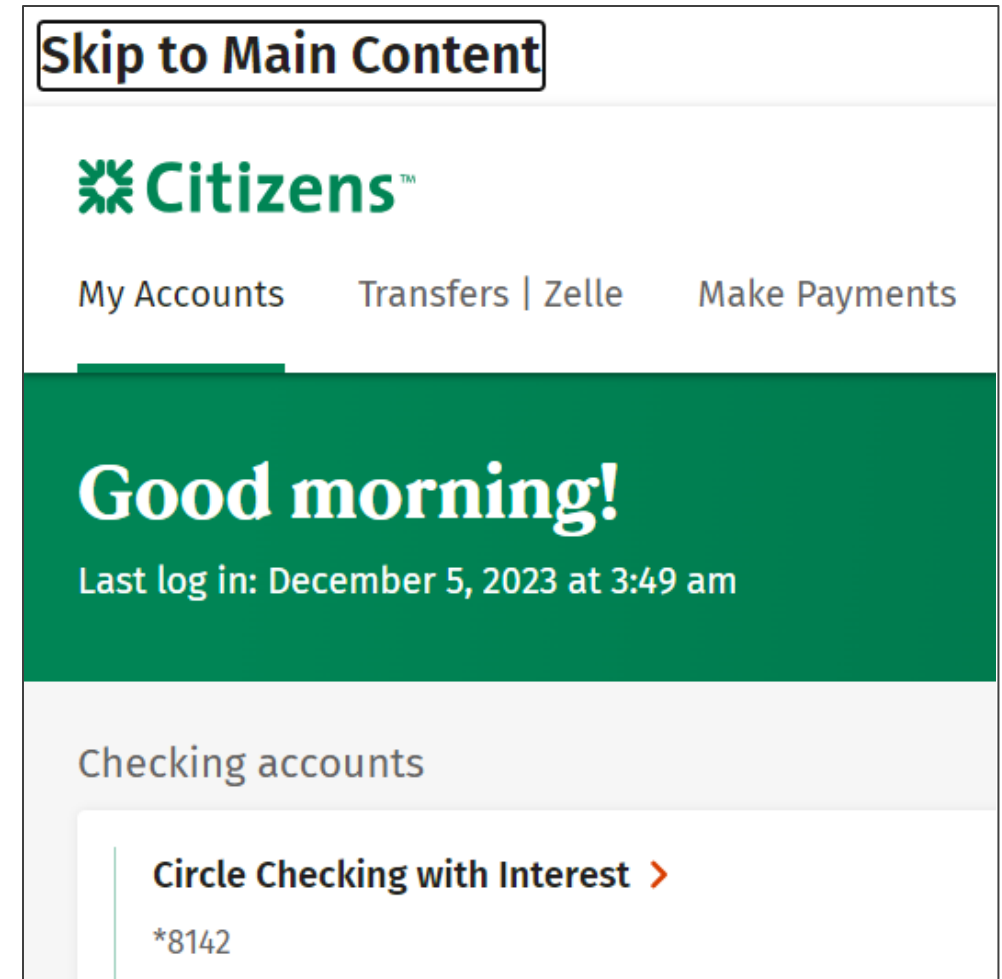 Skip to Main Content
Citizens™
My Accounts Transfers | Zelle Make Payments
Good morning!
Last log in: December 5, 2023 at 3:49 am
Checking accounts
Circle Checking with Interest >
*8142